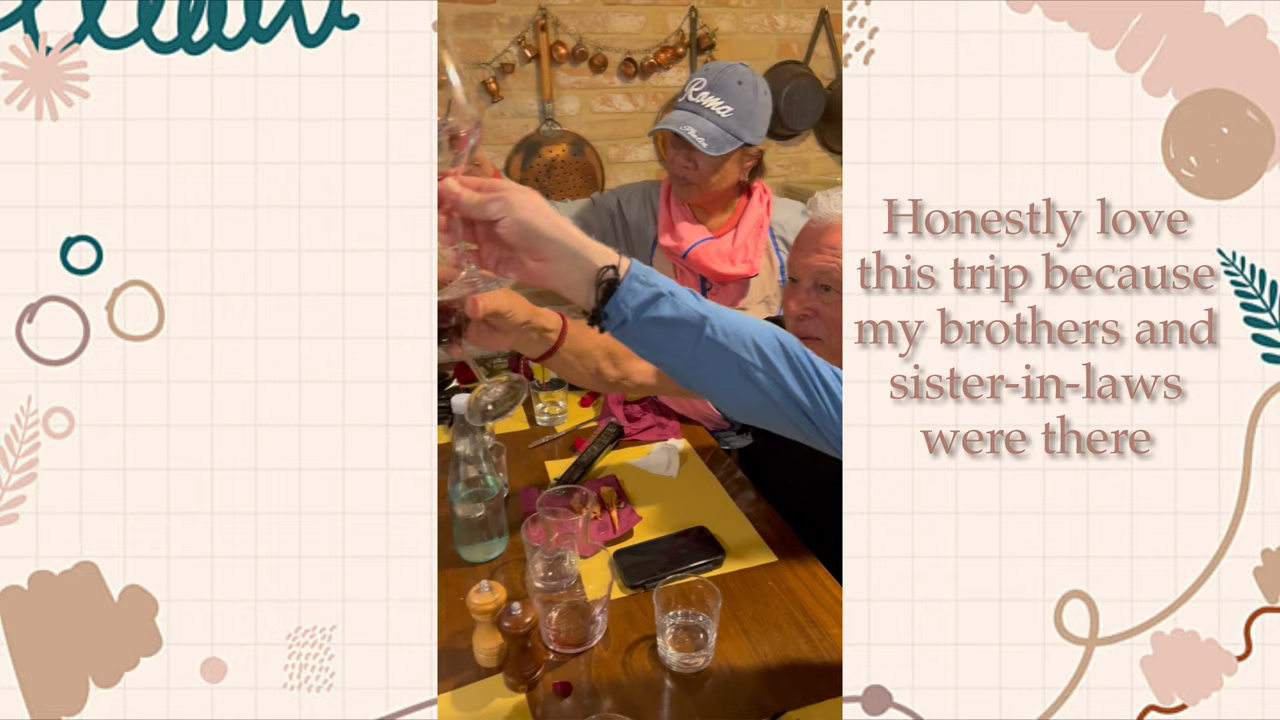 Roma
Honestly love
this trip because
my brothers and
sister-in-laws
were there